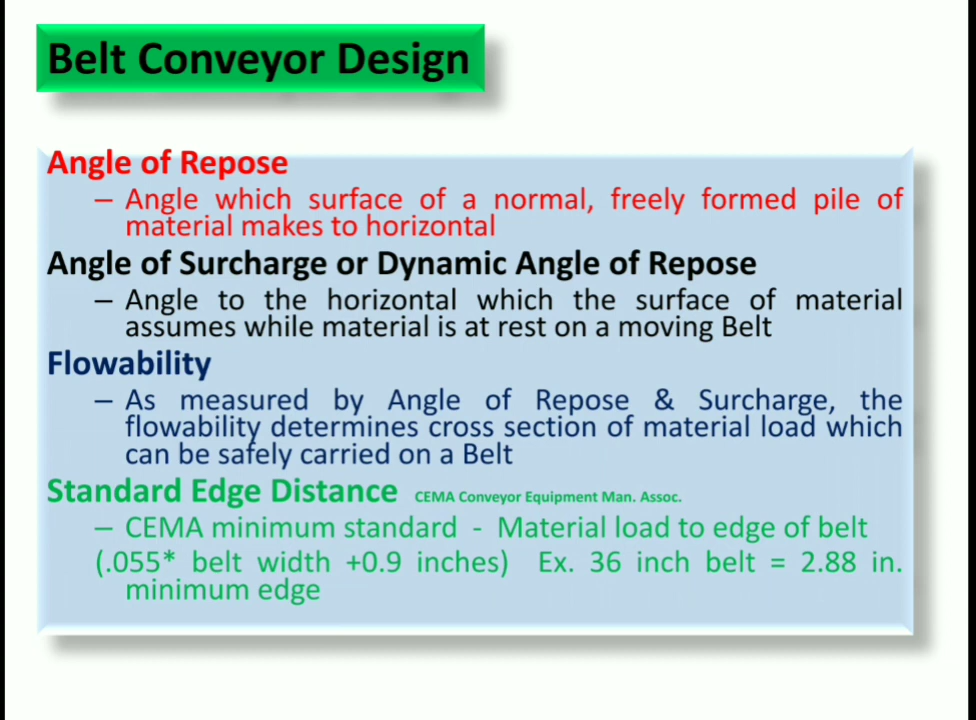 Belt Conveyor Design
Angle of Repose
– Angle which surface of a normal, freely formed pile of
material makes to horizontal
Angle of Surcharge or Dynamic Angle of Repose
– Angle to the horizontal which the surface of material
assumes while material is at rest on a moving Belt
Flowability
– As measured by Angle of Repose & Surcharge, the
flowability determines cross section of material load which
can be safely carried on a Belt
Standard Edge Distance CEMA Conveyor Equipment Man. Assoc.
– CEMA minimum standard - Material load to edge of belt
(.055* belt width +0.9 inches) Ex. 36 inch belt = 2.88 in.
minimum edge